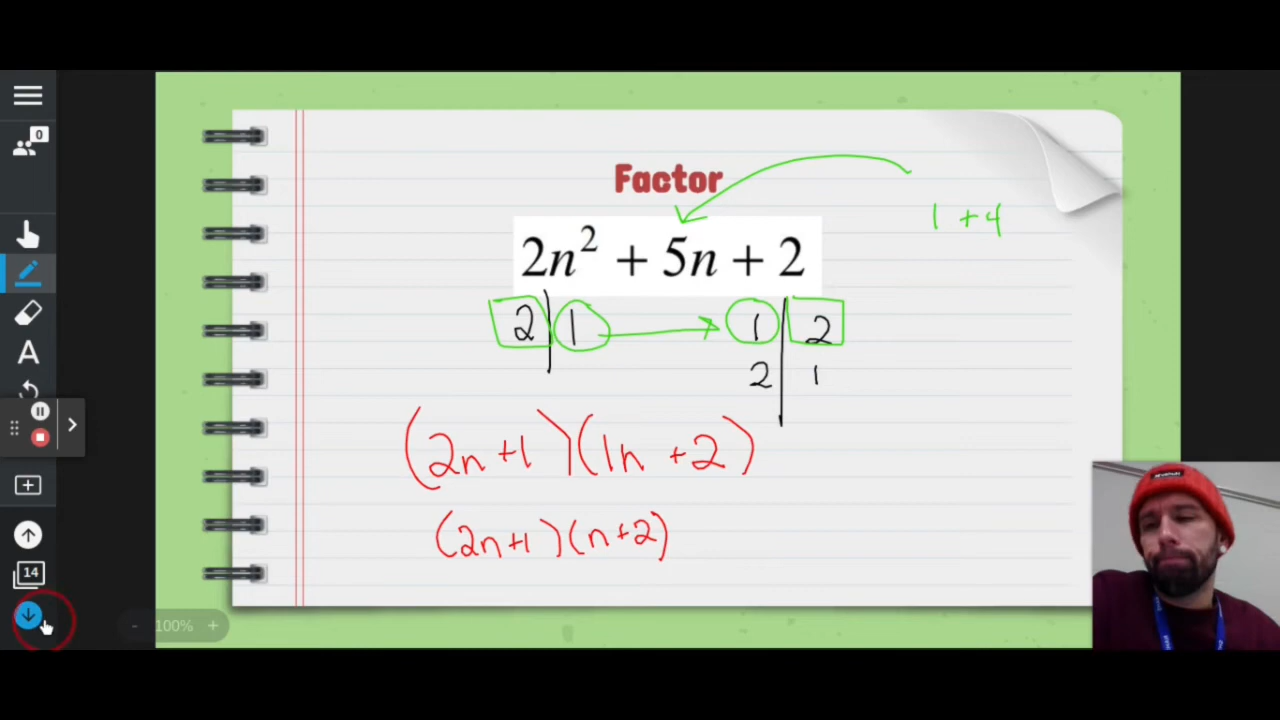 0
Factor
1 + 4
2n² + 5n + 2
2 1 1 2
2 1
(2n +1)(1n +2)
(2n+1)(n+2)
A
14
- 100% +